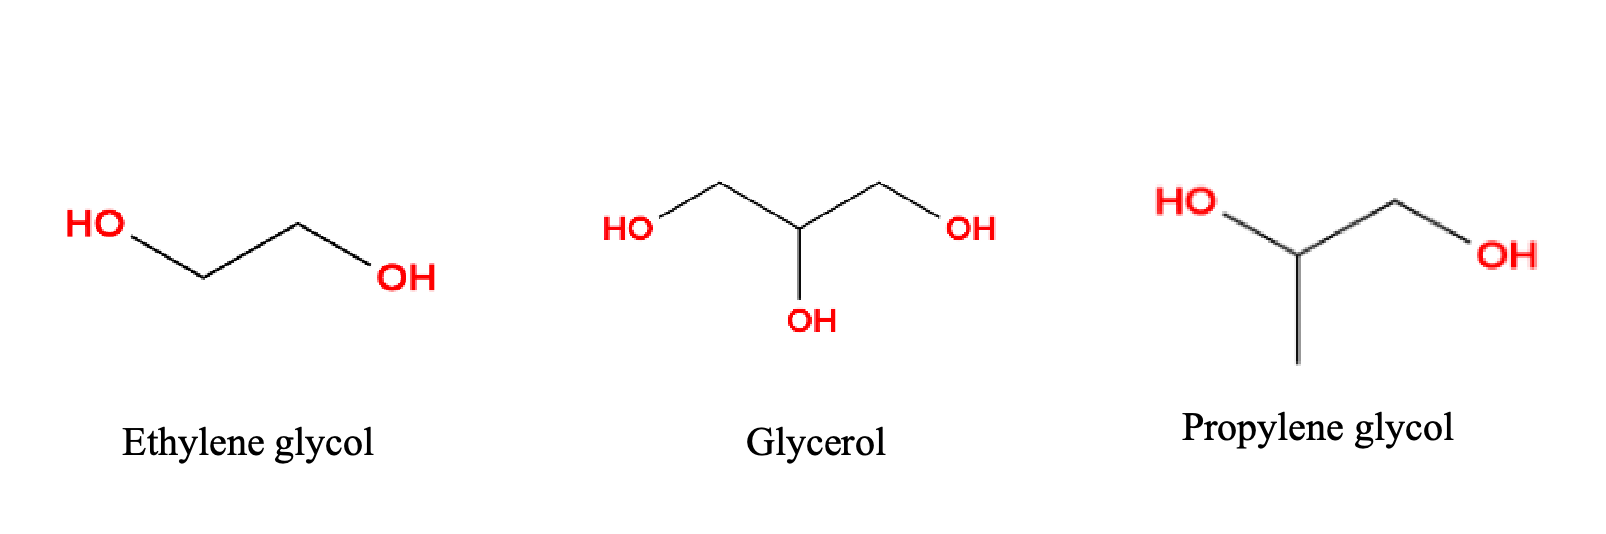 HO
OH
Ethylene glycol
HO
OH
OH
Glycerol
HO
OH
Propylene glycol